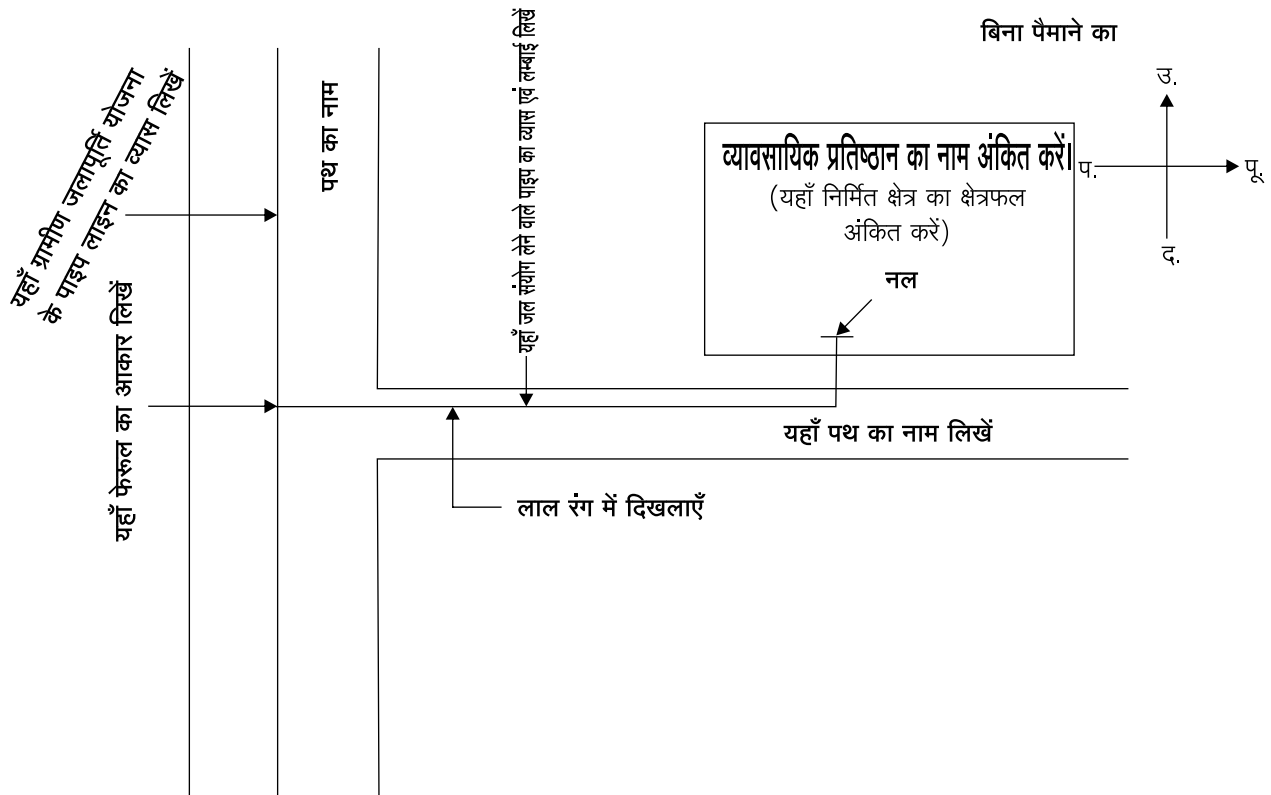 बिना पैमाने का
उ.
प.
पू.
द.
यहाँ ग्रामीण जलापूर्ति योजना
के पाइप लाइन का व्यास लिखें
पथ का नाम
यहाँ जल संयोग लेने वाले पाइप का व्यास एवं लम्बाई लिखें
व्यावसायिक प्रतिष्ठान का नाम अंकित करें।
(यहाँ निर्मित क्षेत्र का क्षेत्रफल
अंकित करें)
नल
यहाँ फेरूल का आकार लिखें
यहाँ पथ का नाम लिखें
लाल रंग में दिखलाएँ